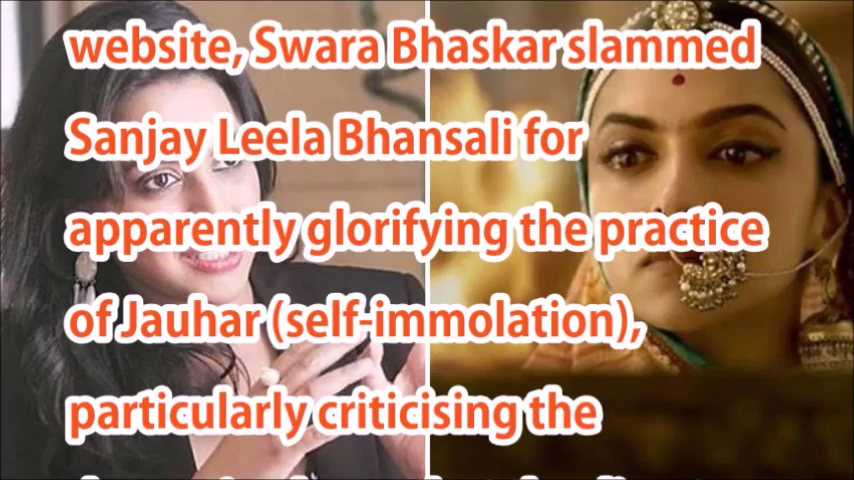 website, Swara Bhaskar slammed
Sanjay Leela Bhansali for
apparently glorifying the practice
of Jauhar (self-immolation),
particularly criticising the